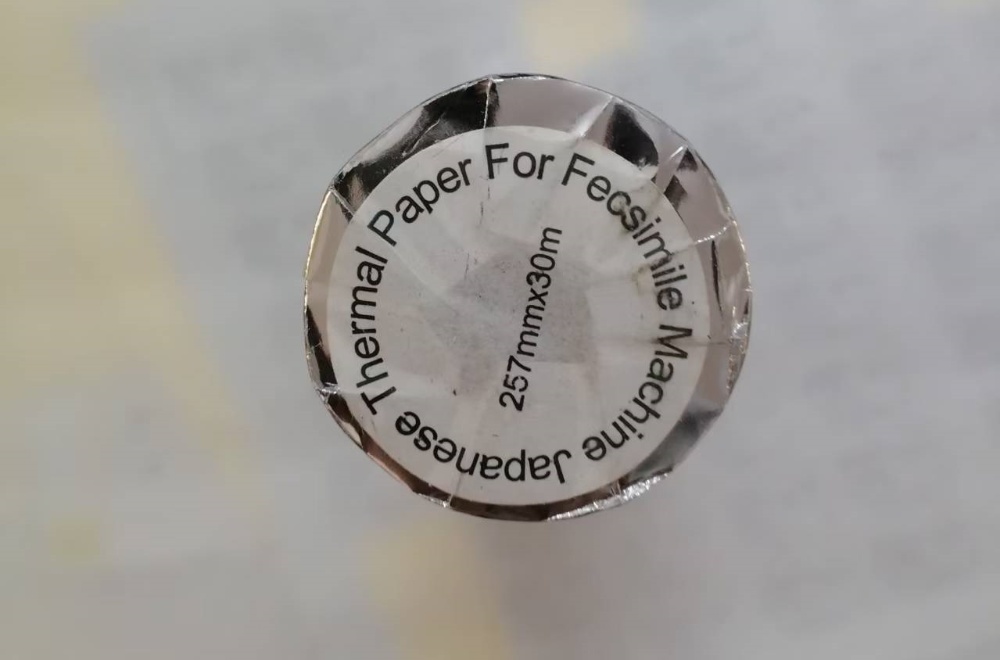 Japanese Thermal Paper For Fecsimile Machine
257mmx30m